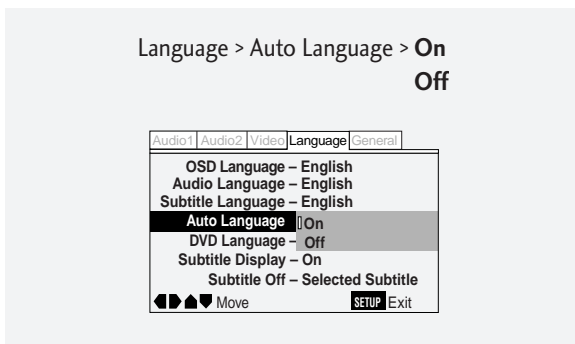 Language > Auto Language > On
Off
Audio1 Audio2 Video Language General
OSD Language – English
Audio Language – English
Subtitle Language – English
Auto Language On
DVD Language – Off
Subtitle Display – On
Subtitle Off – Selected Subtitle
Move SETUP Exit